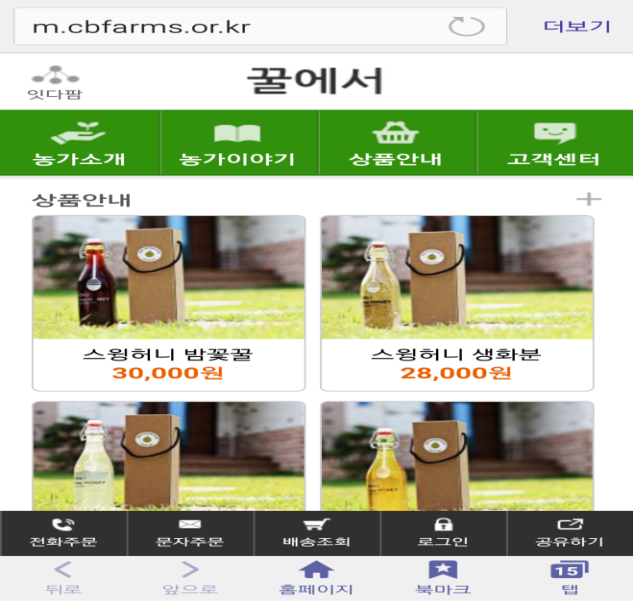 m.cbfarms.or.kr 더보기
잇다팜
꿀에서
농가소개 농가이야기 상품안내 고객센터
상품안내
스윙허니 밤꽃꿀 스윙허니 생화분
30,000원 28,000원
전화주문 문자주문 배송조회 로그인 공유하기
뒤로 앞으로 홈페이지 북마크 15 탭